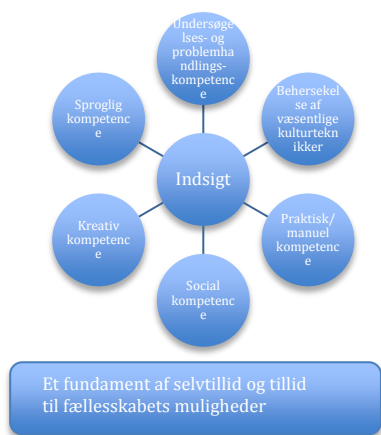 Undersøge
lses- og
problemha
ndlings-
kompetenc
e
Sproglig
kompetenc
e
Behersekel
se af
væsentlige
kulturtekn
ikker
Indsigt
Kreativ
kompetenc
e
Praktisk/
manuel
kompetenc
e
Social
kompetenc
e
Et fundament af selvtillid og tillid
til fællesskabets muligheder